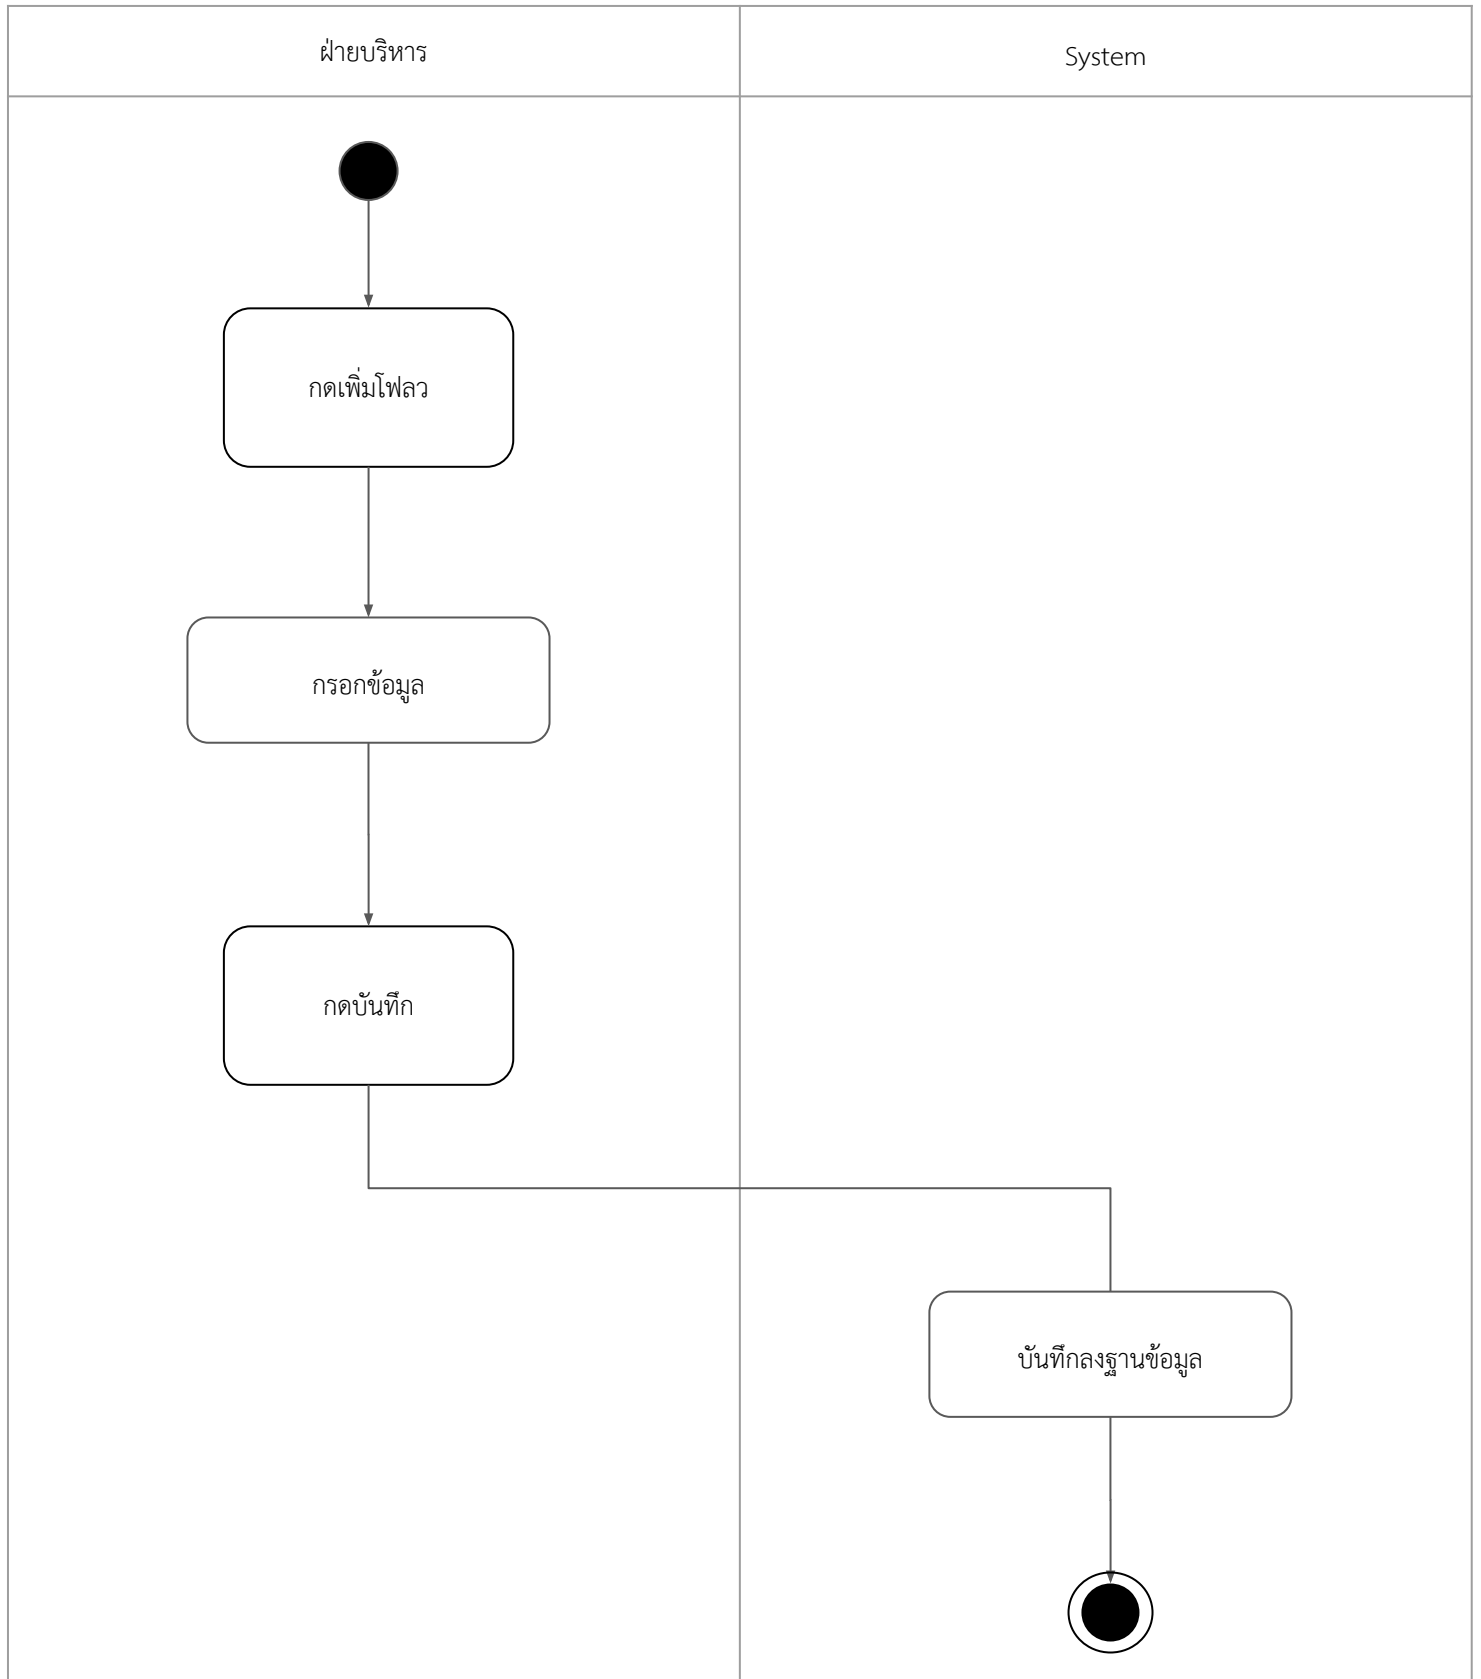 ฝ่ายบริหาร
System
กดเพิ่มโฟลว
กรอกข้อมูล
กดบันทึก
บันทึกลงฐานข้อมูล